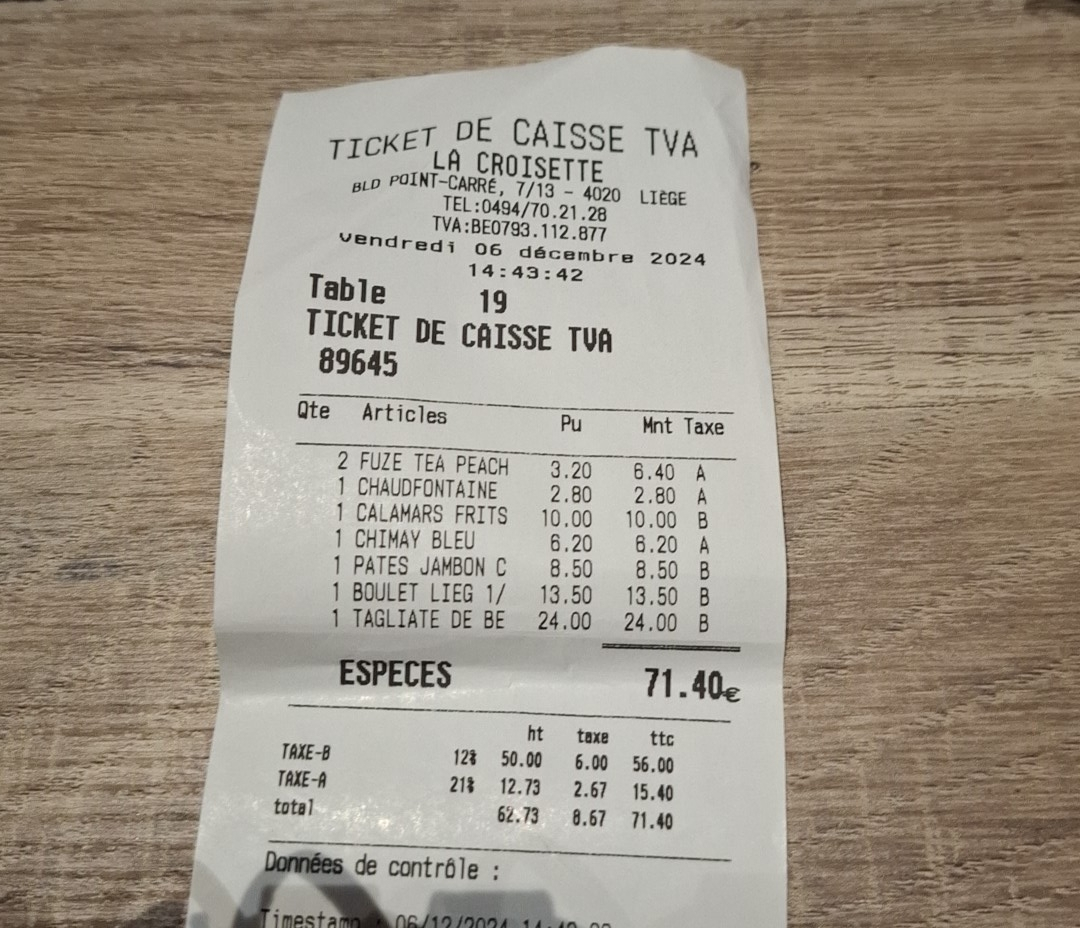 TICKET DE CAISSE TVA
LA CROISETTE
BLD POINT-CARRÉ, 7/13 - 4020 LIÈGE
TEL:0494/70.21.28
TVA:BE0793.112.877
vendredi 06 décembre 2024
14:43:42
Table 19
TICKET DE CAISSE TVA
89645
Qte Articles Pu Mnt Taxe
2 FUZE TEA PEACH 3.20 6.40 A
1 CHAUDFONTAINE 2.80 2.80 A
1 CALAMARS FRITS 10.00 10.00 B
1 CHIMAY BLEU 6.20 6.20 A
1 PATES JAMBON C 8.50 8.50 B
1 BOULET LIEG 1/ 13.50 13.50 B
1 TAGLIATE DE BE 24.00 24.00 B
ESPECES 71.40€
ht taxe ttc
TAXE-B 12% 50.00 6.00 56.00
TAXE-A 21% 12.73 2.67 15.40
total 62.73 8.67 71.40
Données de contrôle :
Timestamp : 06/12/2024